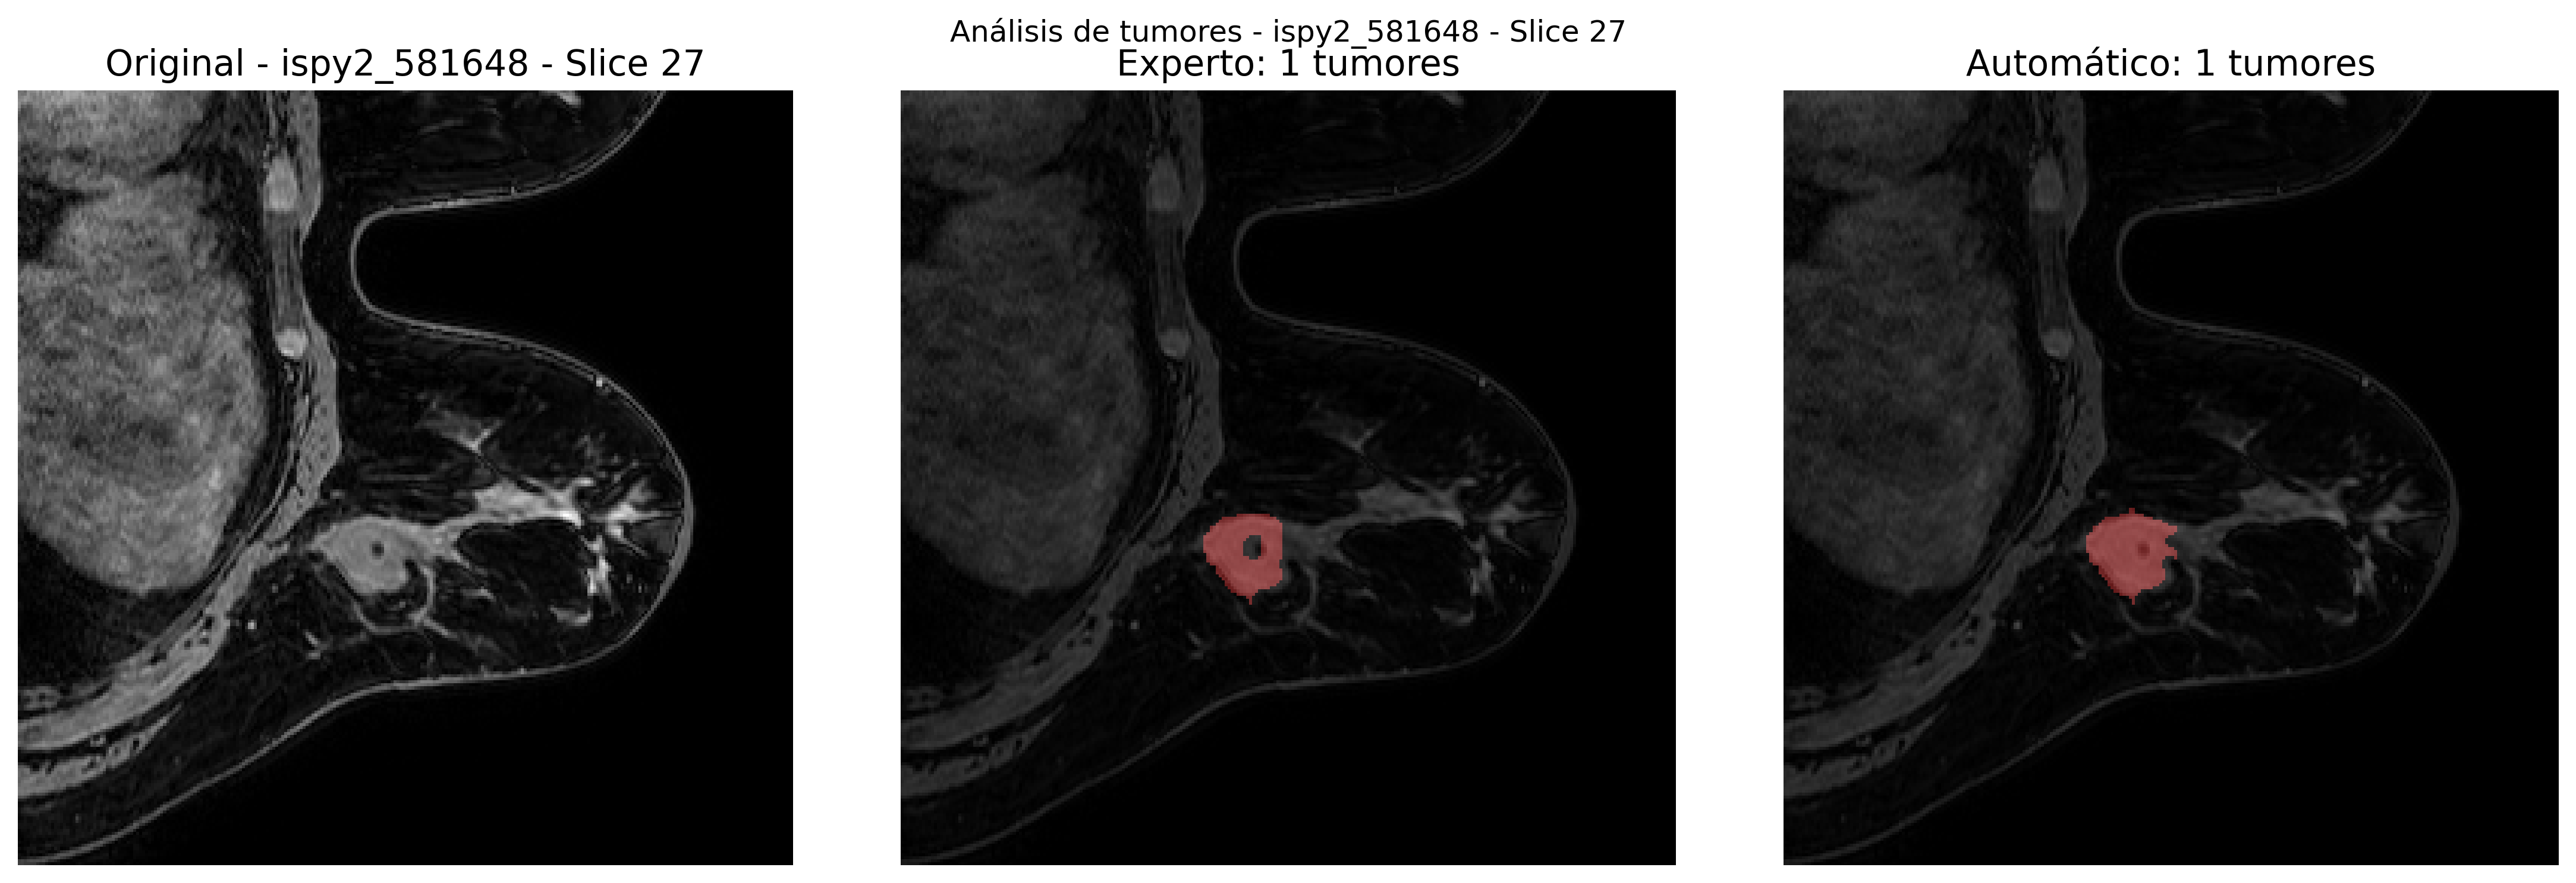 Análisis de tumores - ispy2_581648 - Slice 27
Original - ispy2_581648 - Slice 27
Experto: 1 tumores
Automático: 1 tumores